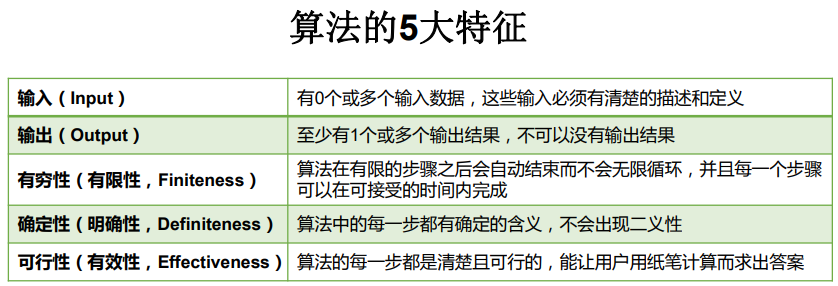 算法的5大特征
输入(Input)
有0个或多个输入数据,这些输入必须有清楚的描述和定义
输出(Output)
至少有1个或多个输出结果,不可以没有输出结果
有穷性(有限性,Finiteness)
算法在有限的步骤之后会自动结束而不会无限循环,并且每一个步骤
可以在可接受的时间内完成
确定性(明确性,Definiteness)
算法中的每一步都有确定的含义,不会出现二义性
可行性(有效性,Effectiveness)
算法的每一步都是清楚且可行的,能让用户用纸笔计算而求出答案